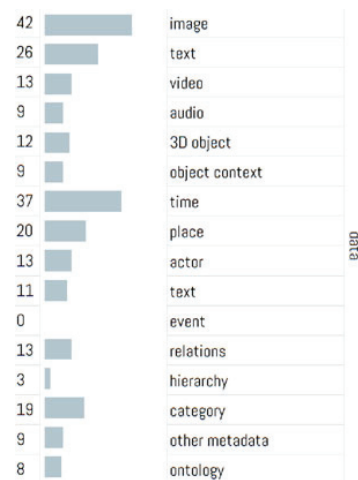 42 image
26 text
13 video
9 audio
12 3D object
9 object context
37 time
20 place
13 actor
11 text
0 event
13 relations
3 hierarchy
19 category
9 other metadata
8 ontology
data